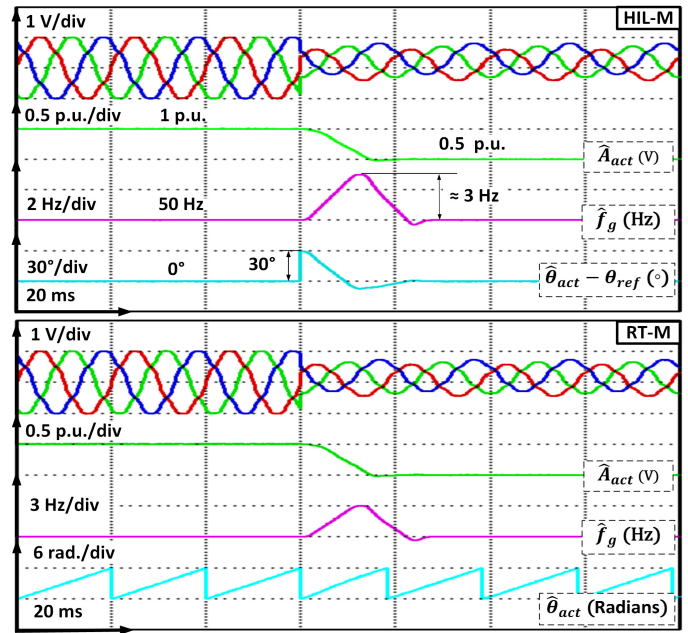 1 V/div
HIL-M
0.5 p.u./div
1 p.u.
0.5 p.u.
Â_act (V)
2 Hz/div
50 Hz
≈ 3 Hz
f̂_g (Hz)
30°/div
0°
30°
θ̂_act − θ_ref (°)
20 ms
1 V/div
RT-M
0.5 p.u./div
Â_act (V)
3 Hz/div
f̂_g (Hz)
6 rad./div
20 ms
θ̂_act (Radians)